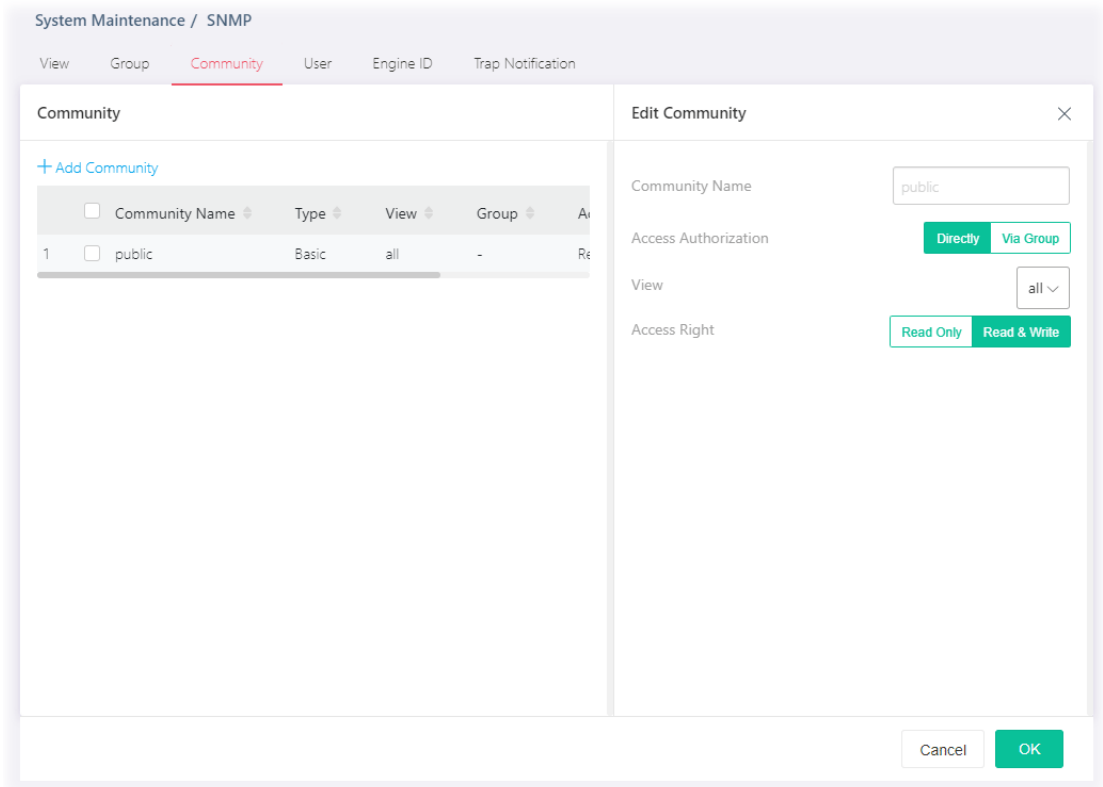 System Maintenance / SNMP
View Group Community User Engine ID Trap Notification
Community
+ Add Community
Community Name Type View Group
1 public Basic all -
Edit Community
Community Name public
Access Authorization Directly Via Group
View all
Access Right Read Only Read & Write
Cancel OK